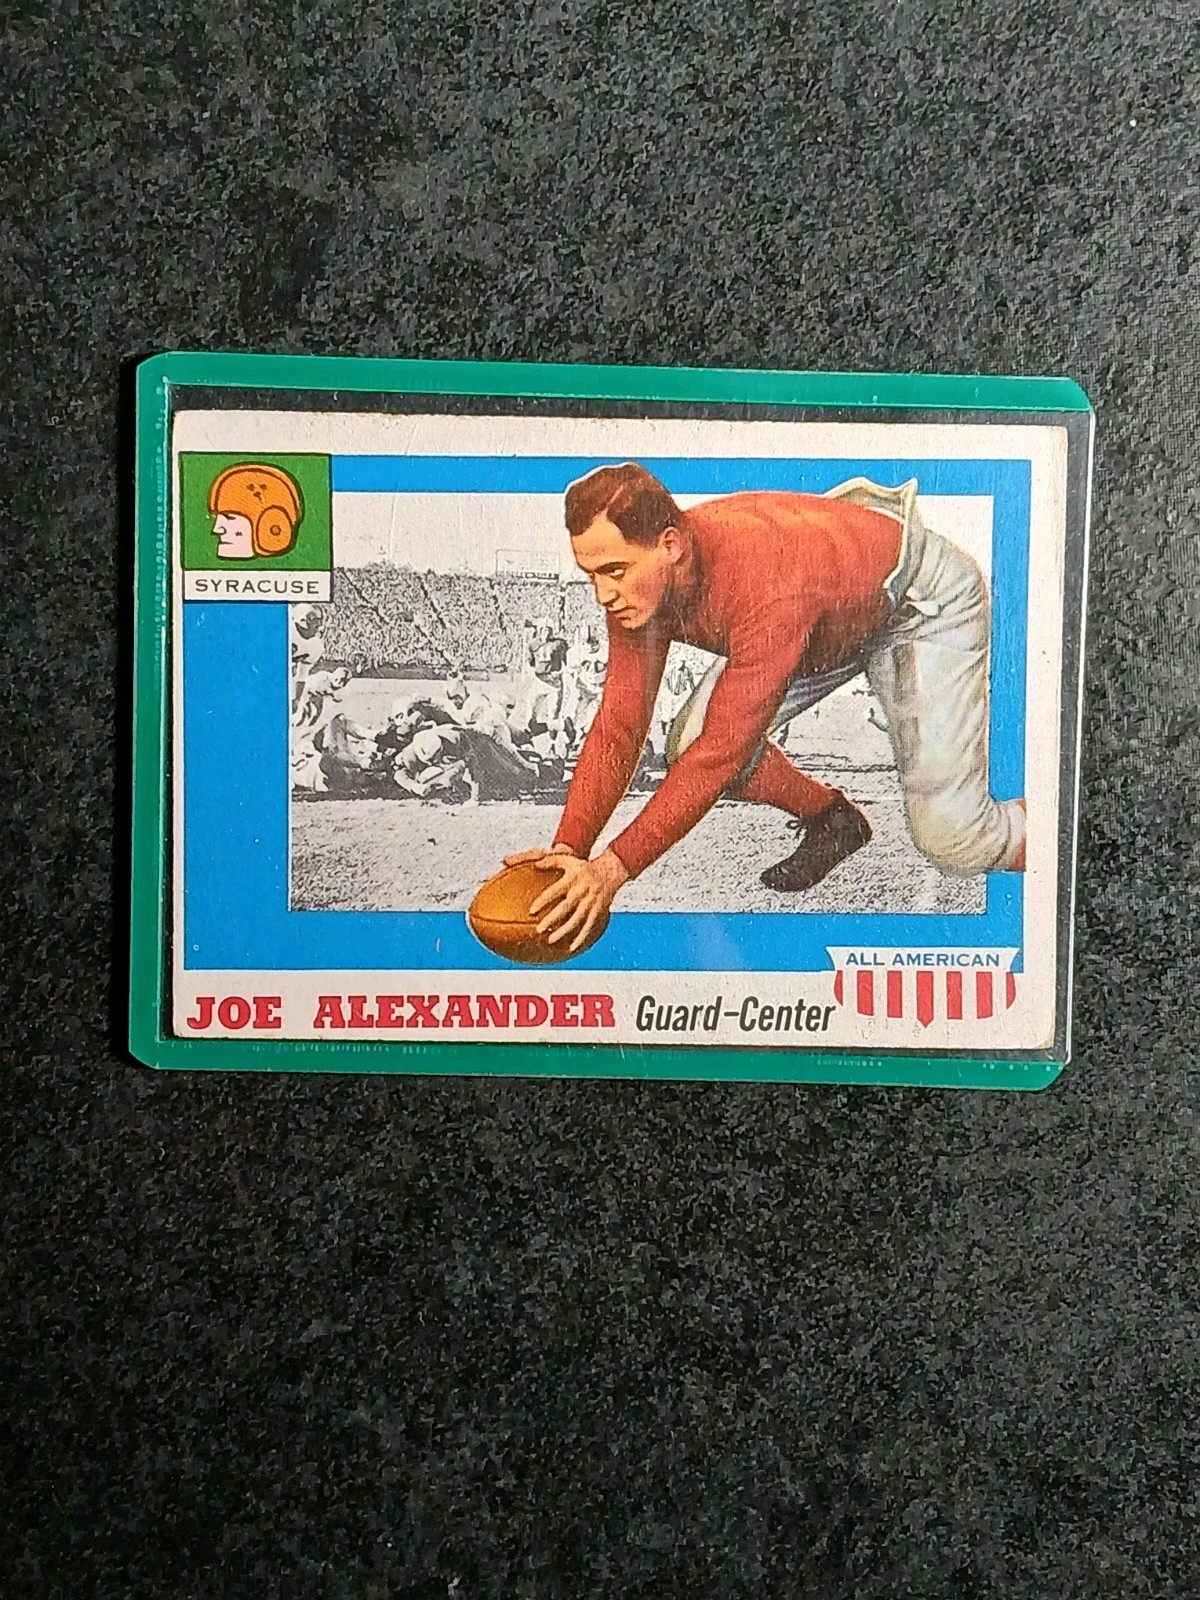 SYRACUSE
ALL AMERICAN
JOE ALEXANDER Guard-Center